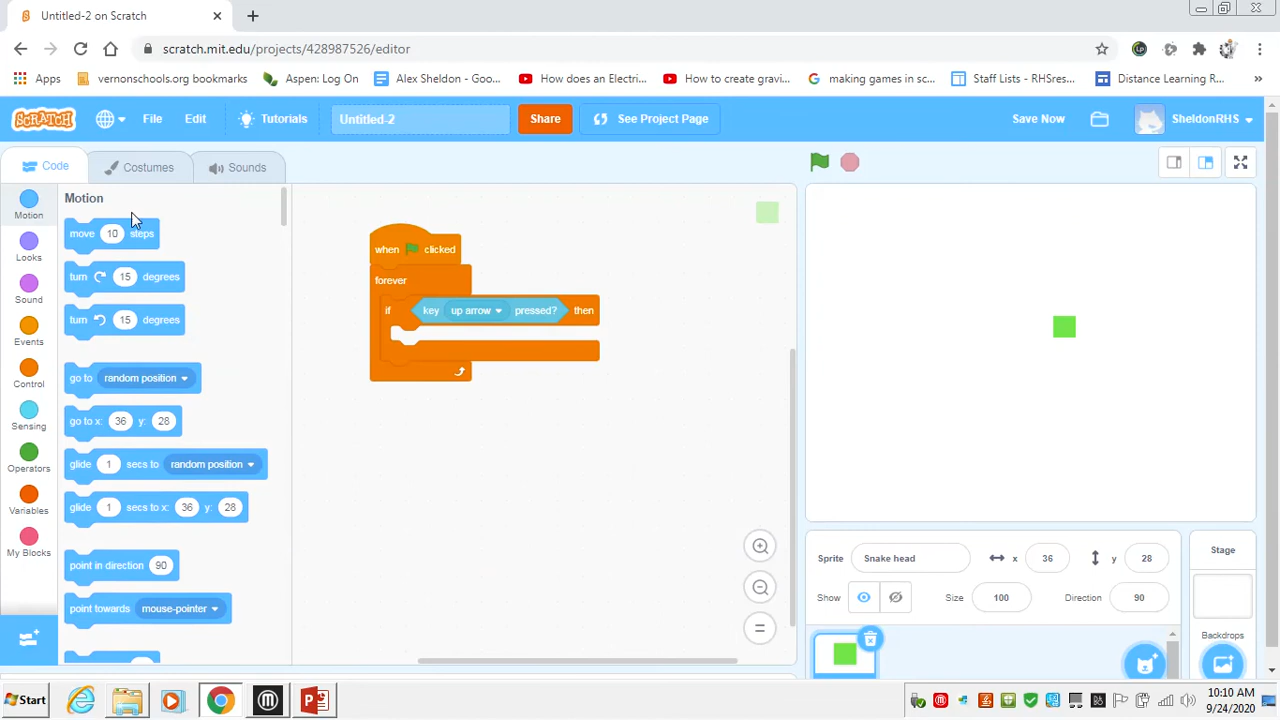 Untitled-2 on Scratch
scratch.mit.edu/projects/428987526/editor
Apps vernonschools.org bookmarks Aspen: Log On Alex Sheldon - Goo... How does an Electri... How to create gravi... making games in sc... Staff Lists - RHSres... Distance Learning R... »
SCRATCH File Edit Tutorials Untitled-2 Share See Project Page Save Now SheldonRHS
Code Costumes Sounds
Motion
Looks
Sound
Events
Control
Sensing
Operators
Variables
My Blocks
Motion
move 10 steps
turn 15 degrees
turn 15 degrees
go to random position
go to x: 36 y: 28
glide 1 secs to random position
glide 1 secs to x: 36 y: 28
point in direction 90
point towards mouse-pointer
when clicked
forever
if key up arrow pressed? then
Sprite Snake head x 36 y 28
Show Size 100 Direction 90
Stage
Backdrops
Start
10:10 AM
9/24/2020